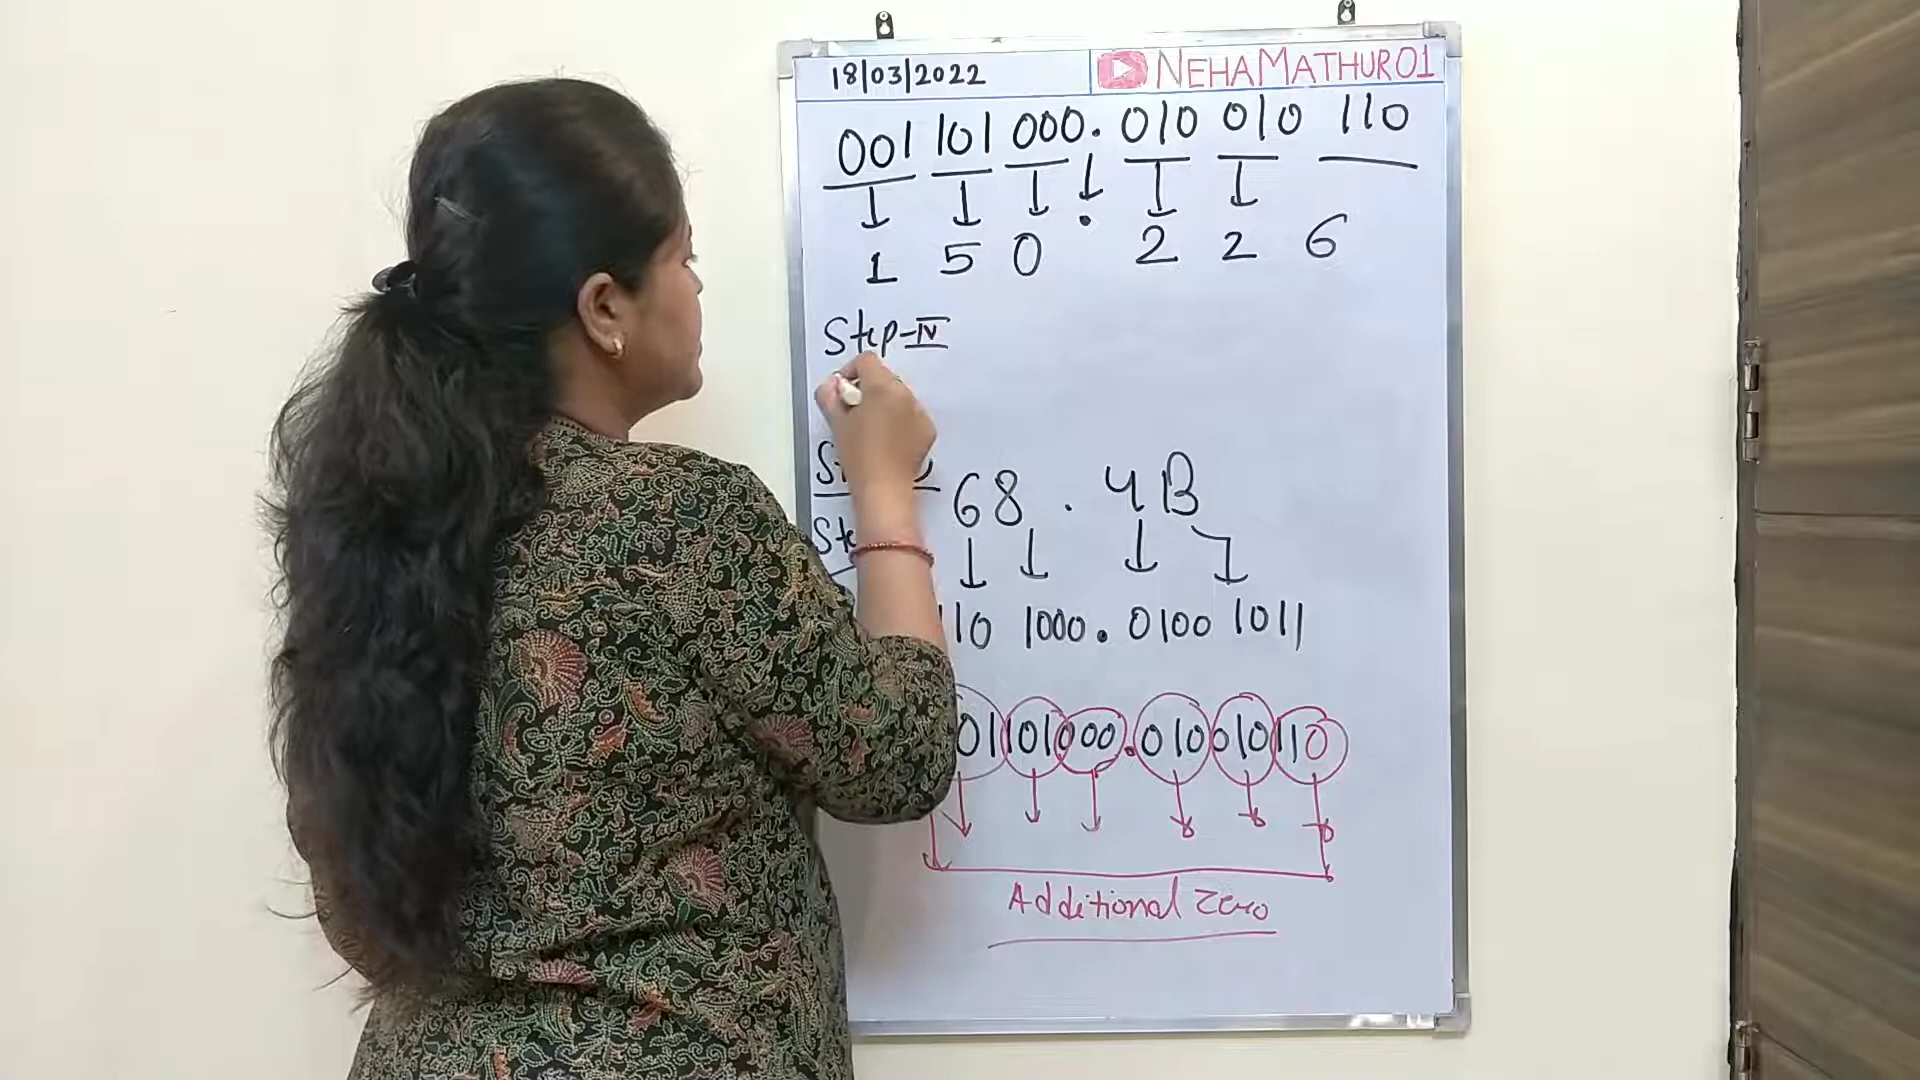 18/03/2022 NEHAMATHUR01
001 101 000. 010 010 110
1 5 0 . 2 2 6
Step-IV
68 . 4B
10 1000. 0100 1011
01101000.010010110
Additional Zero